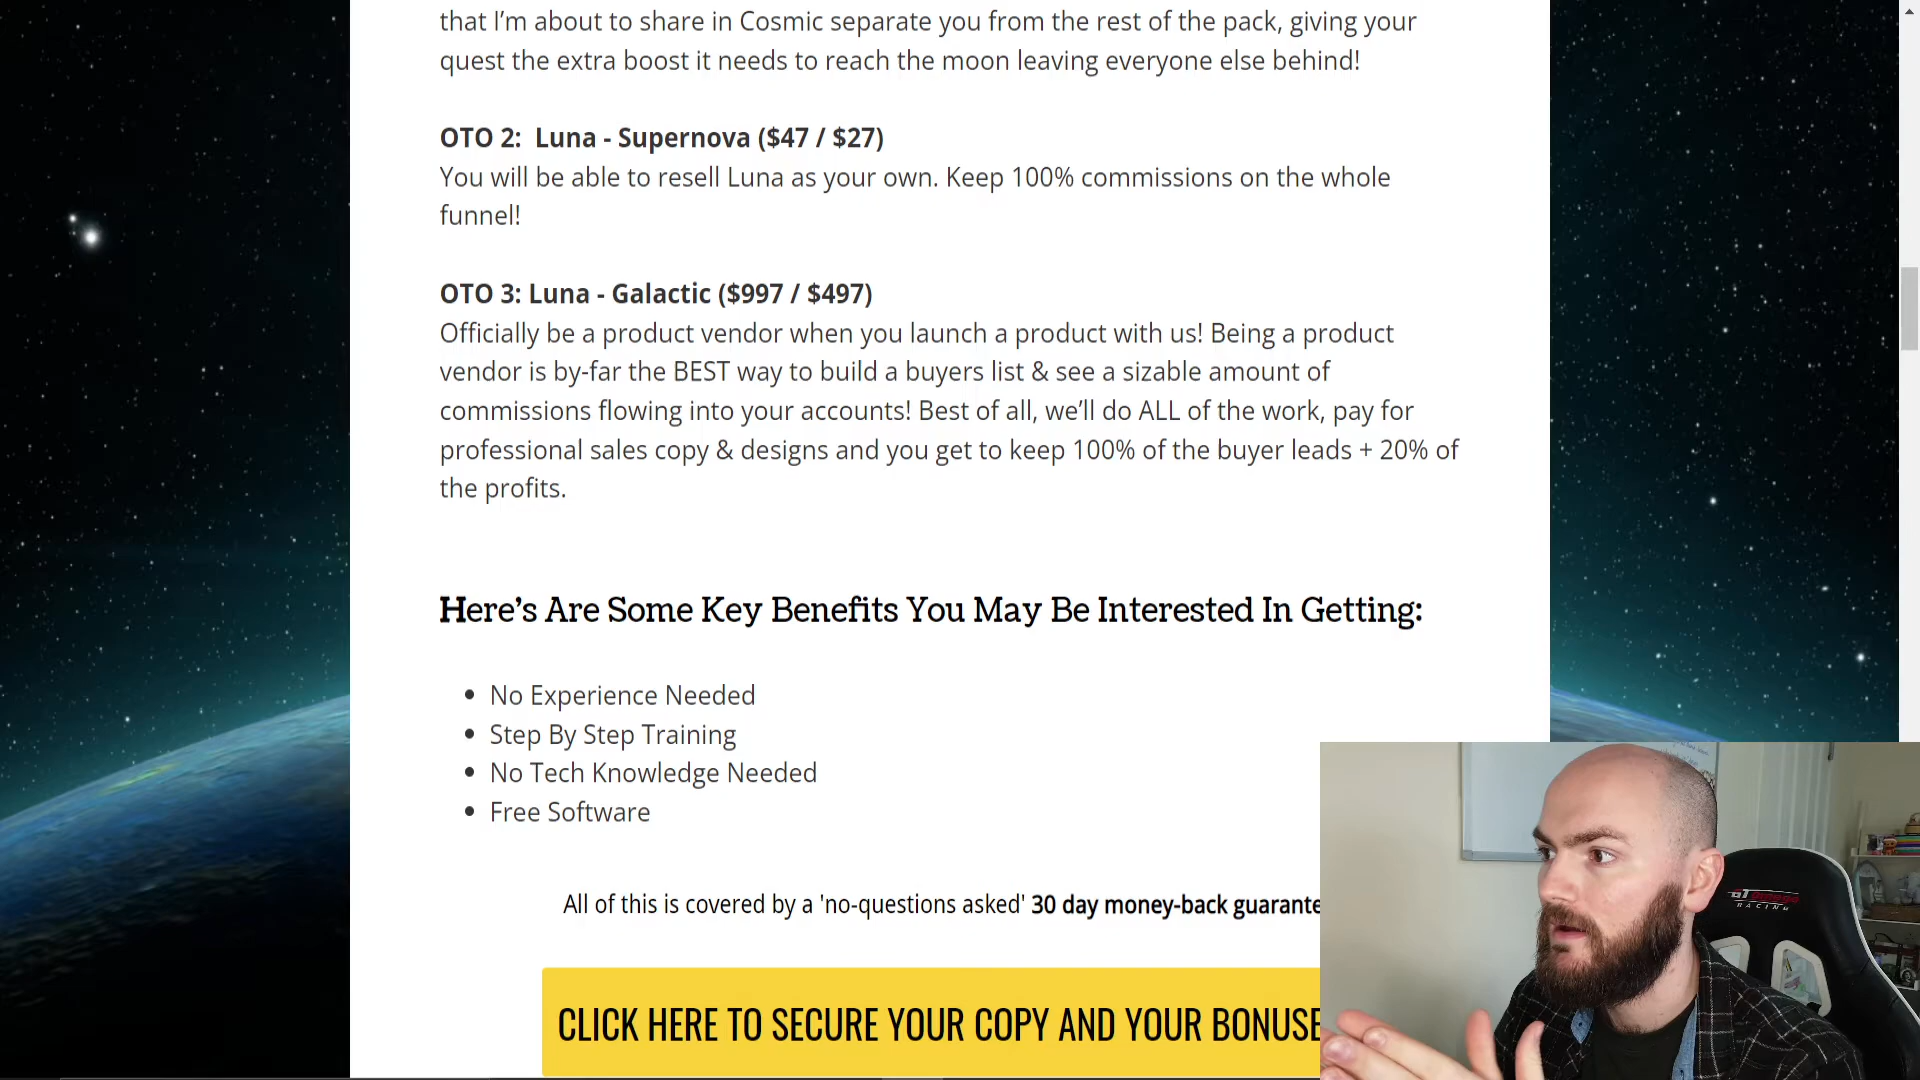 that I'm about to share in Cosmic separate you from the rest of the pack, giving your
quest the extra boost it needs to reach the moon leaving everyone else behind!
OTO 2:  Luna - Supernova ($47 / $27)
You will be able to resell Luna as your own. Keep 100% commissions on the whole
funnel!
OTO 3: Luna - Galactic ($997 / $497)
Officially be a product vendor when you launch a product with us! Being a product
vendor is by-far the BEST way to build a buyers list & see a sizable amount of
commissions flowing into your accounts! Best of all, we'll do ALL of the work, pay for
professional sales copy & designs and you get to keep 100% of the buyer leads + 20% of
the profits.
Here's Are Some Key Benefits You May Be Interested In Getting:
No Experience Needed
Step By Step Training
No Tech Knowledge Needed
Free Software
All of this is covered by a 'no-questions asked' 30 day money-back guarante
CLICK HERE TO SECURE YOUR COPY AND YOUR BONUSE
RACING